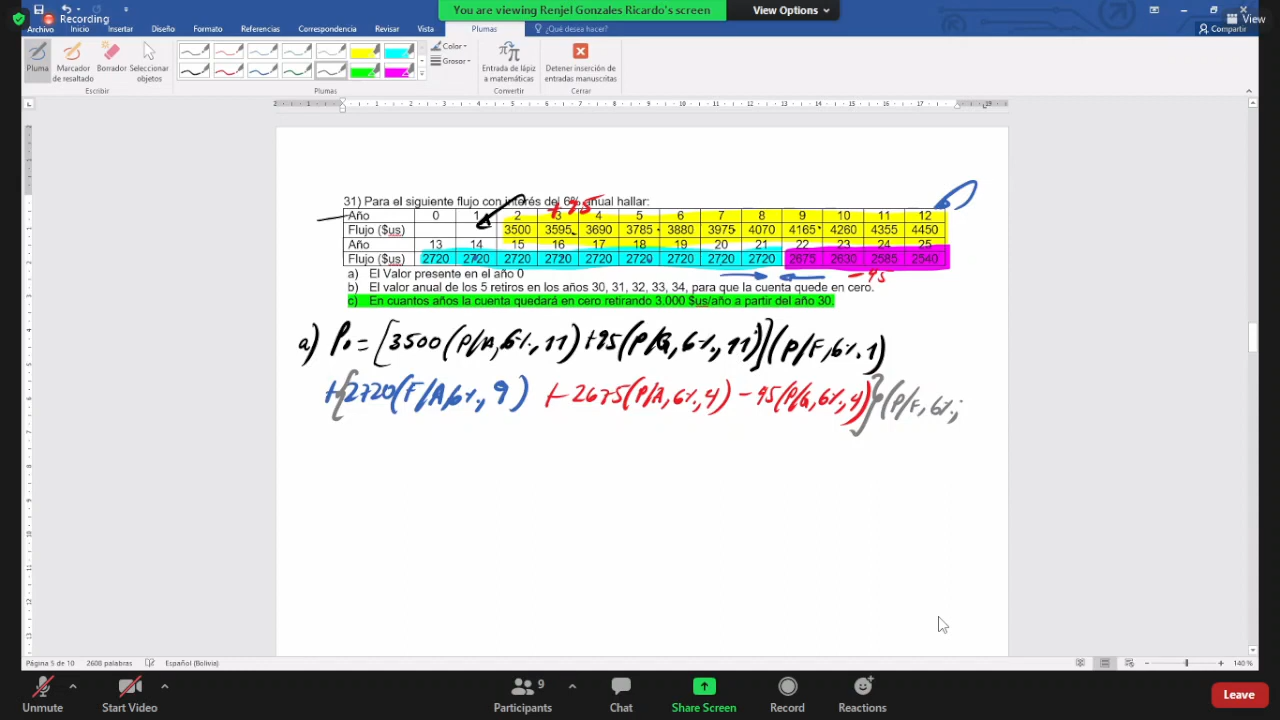 You are viewing Renjel Gonzales Ricardo's screen
View Options
Recording
View
Archivo Inicio Insertar Diseño Formato Referencias Correspondencia Revisar Vista Plumas ¿Qué desea hacer? Compartir
Pluma Marcador de resaltado Borrador Seleccionar objetos
Color
Grosor
Entrada de lápiz a matemáticas
Detener inserción de entradas manuscritas
Escribir Plumas Convertir Cerrar
31) Para el siguiente flujo con interés del 6% anual hallar:
+95
Año 0 1 2 3 4 5 6 7 8 9 10 11 12
Flujo ($us) 3500 3595 3690 3785 3880 3975 4070 4165 4260 4355 4450
Año 13 14 15 16 17 18 19 20 21 22 23 24 25
Flujo ($us) 2720 2720 2720 2720 2720 2720 2720 2720 2720 2675 2630 2585 2540
-45
a) El Valor presente en el año 0
b) El valor anual de los 5 retiros en los años 30, 31, 32, 33, 34, para que la cuenta quede en cero.
c) En cuantos años la cuenta quedará en cero retirando 3.000 $us/año a partir del año 30.
a) P0 = [3500(P/A,6%,11)+95(P/G,6%,11)](P/F,6%,1)
+{2720(F/A,6%,9) + 2675(P/A,6%,4) - 45(P/G,6%,4)}(P/F,6%,
Página 5 de 10 2608 palabras Español (Bolivia) 140 %
Unmute Start Video Participants 9 Chat Share Screen Record Reactions Leave